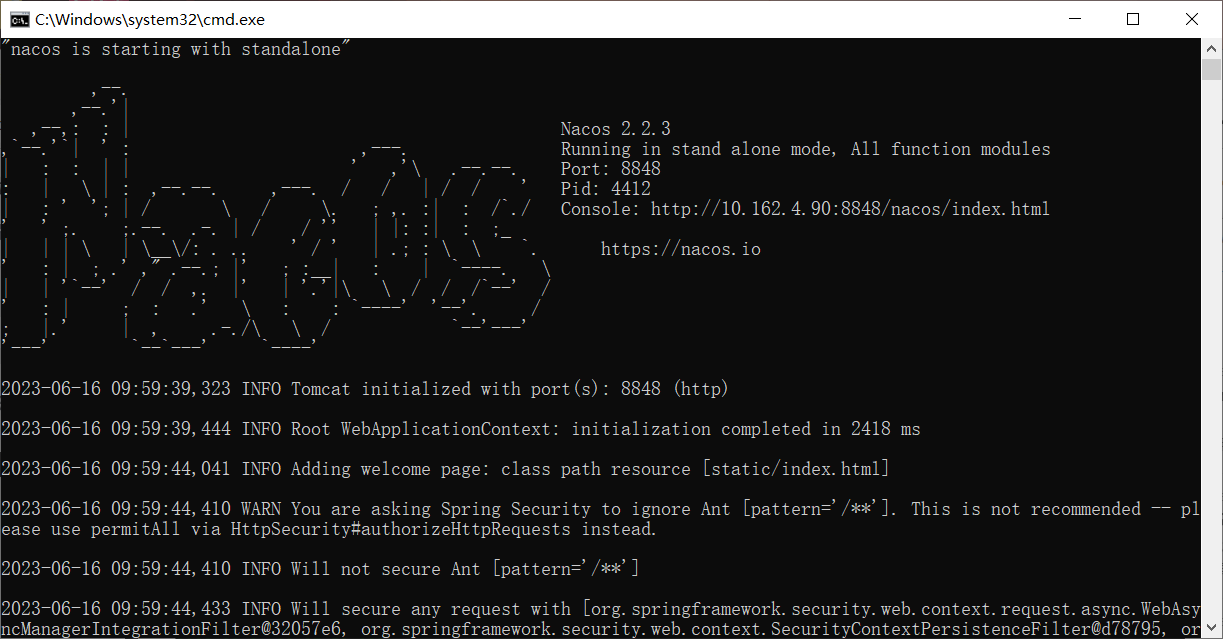 C:\Windows\system32\cmd.exe
"nacos is starting with standalone"
Nacos 2.2.3
Running in stand alone mode, All function modules
Port: 8848
Pid: 4412
Console: http://10.162.4.90:8848/nacos/index.html
https://nacos.io
2023-06-16 09:59:39,323 INFO Tomcat initialized with port(s): 8848 (http)
2023-06-16 09:59:39,444 INFO Root WebApplicationContext: initialization completed in 2418 ms
2023-06-16 09:59:44,041 INFO Adding welcome page: class path resource [static/index.html]
2023-06-16 09:59:44,410 WARN You are asking Spring Security to ignore Ant [pattern='/**']. This is not recommended -- pl
ease use permitAll via HttpSecurity#authorizeHttpRequests instead.
2023-06-16 09:59:44,410 INFO Will not secure Ant [pattern='/**']
2023-06-16 09:59:44,433 INFO Will secure any request with [org.springframework.security.web.context.request.async.WebAsy
ncManagerIntegrationFilter@32057e6, org.springframework.security.web.context.SecurityContextPersistenceFilter@d78795, or